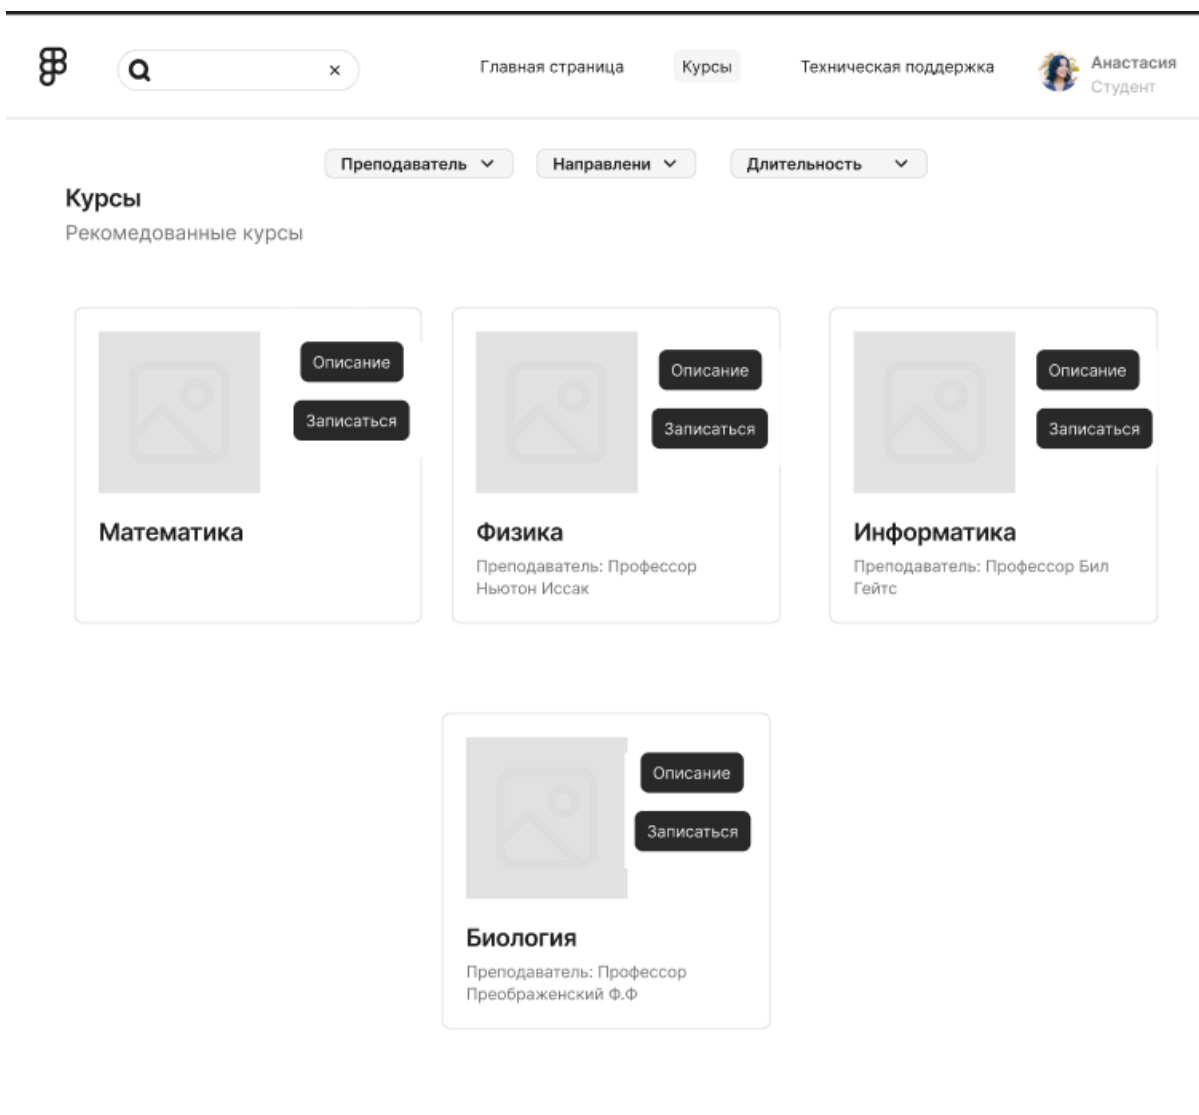 Главная страница
Курсы
Техническая поддержка
Анастасия
Студент
Преподаватель
Направлени
Длительность
Курсы
Рекомедованные курсы
Описание
Записаться
Математика
Описание
Записаться
Физика
Преподаватель: Профессор
Ньютон Иссак
Описание
Записаться
Информатика
Преподаватель: Профессор Бил
Гейтс
Описание
Записаться
Биология
Преподаватель: Профессор
Преображенский Ф.Ф